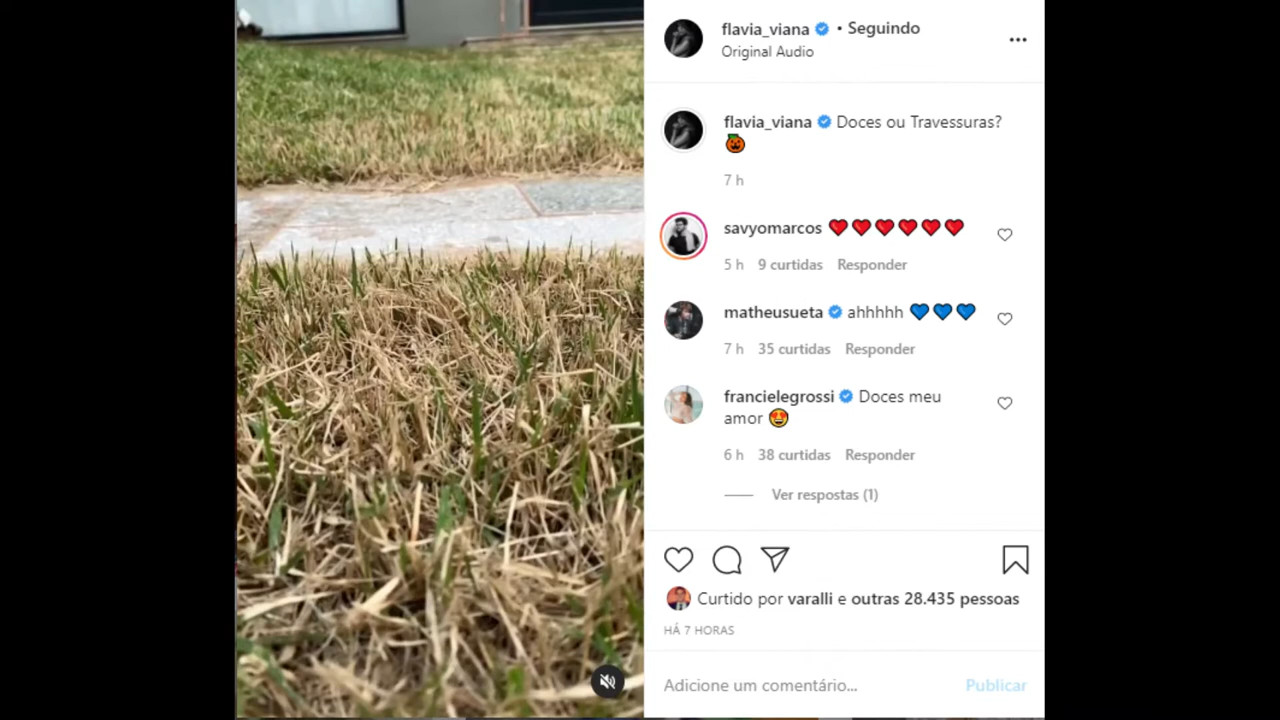 flavia_viana • Seguindo
Original Audio
flavia_viana Doces ou Travessuras?
🎃
7 h
savyomarcos ❤️❤️❤️❤️❤️❤️
5 h 9 curtidas Responder
matheusueta ahhhhh 💙💙💙
7 h 35 curtidas Responder
francielegrossi Doces meu
amor 😍
6 h 38 curtidas Responder
Ver respostas (1)
Curtido por varalli e outras 28.435 pessoas
HÁ 7 HORAS
Adicione um comentário... Publicar